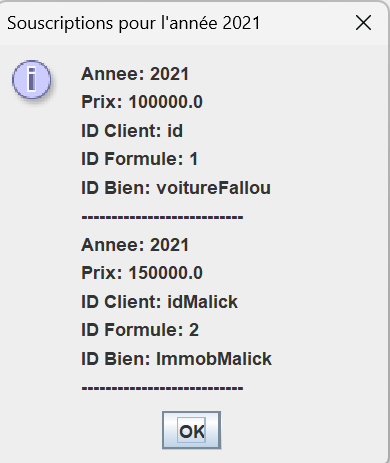 Souscriptions pour l'année 2021
Annee: 2021
Prix: 100000.0
ID Client: id
ID Formule: 1
ID Bien: voitureFallou
---------------------------
Annee: 2021
Prix: 150000.0
ID Client: idMalick
ID Formule: 2
ID Bien: ImmobMalick
---------------------------
OK